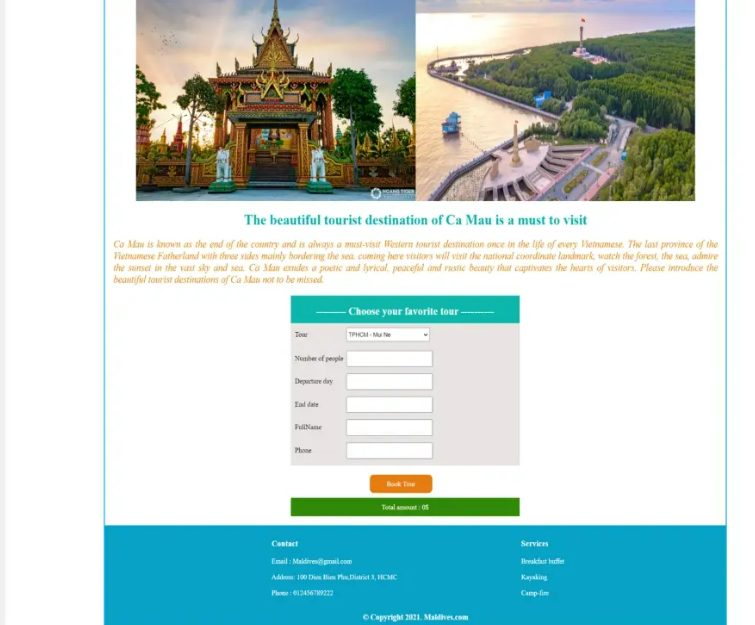 HOANG TIGER
The beautiful tourist destination of Ca Mau is a must to visit
Ca Mau is known as the end of the country and is always a must-visit Western tourist destination once in the life of every Vietnamese. The last province of the
Vietnamese Fatherland with three sides mainly bordering the sea, coming here visitors will visit the national coordinate landmark, watch the forest, the sea, admire
the sunset in the vast sky and sea. Ca Mau exudes a poetic and lyrical, peaceful and rustic beauty that captivates the hearts of visitors. Please introduce the
beautiful tourist destinations of Ca Mau not to be missed.
---------- Choose your favorite tour -----------
Tour TPHCM - Mui Ne
Number of people
Departure day
End date
FullName
Phone
Book Tour
Total amount : 0$
Contact Services
Email : Maldives@gmail.com Breakfast buffet
Address: 100 Dien Bien Phu,District 3, HCMC Kayaking
Phone : 012456789222 Camp-fire
© Copyright 2021. Maldives.com